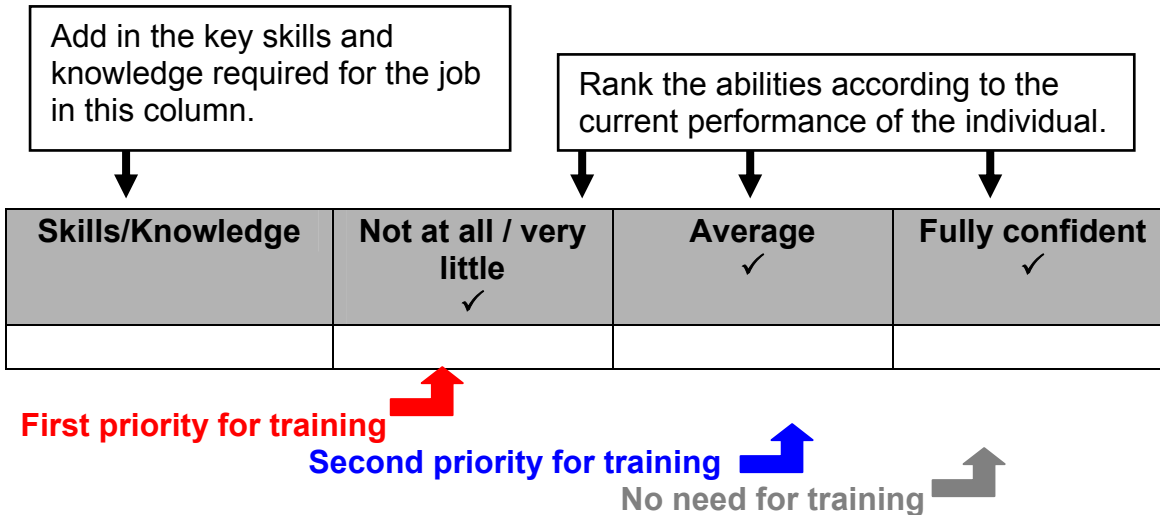 Add in the key skills and
knowledge required for the job
in this column.
Rank the abilities according to the
current performance of the individual.
Skills/Knowledge
Not at all / very
little
✓
Average
✓
Fully confident
✓
First priority for training
Second priority for training
No need for training